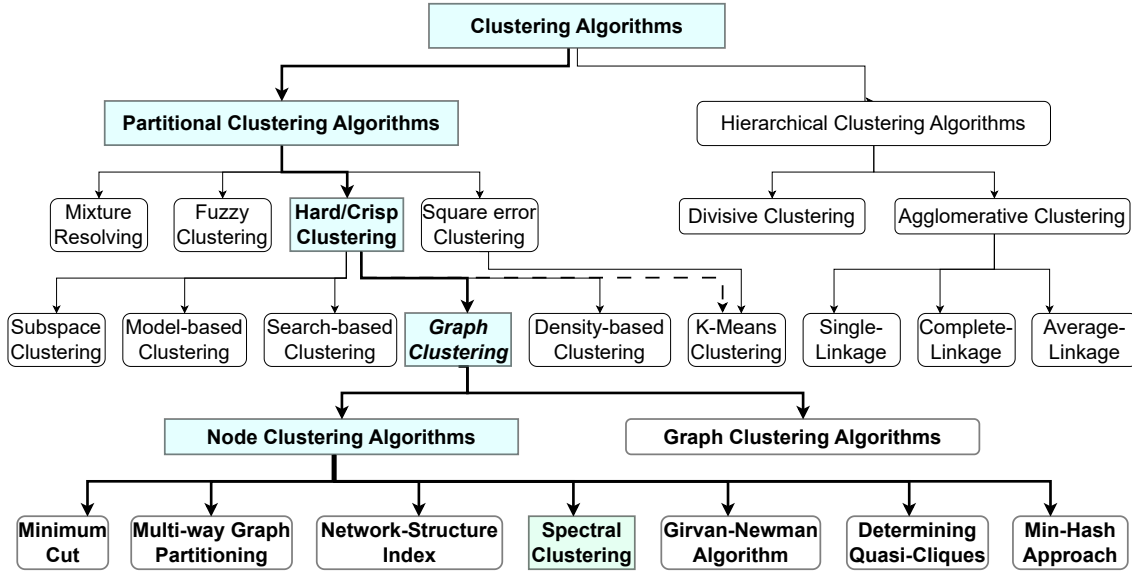 Clustering Algorithms
Partitional Clustering Algorithms
Hierarchical Clustering Algorithms
Mixture
Resolving
Fuzzy
Clustering
Hard/Crisp
Clustering
Square error
Clustering
Divisive Clustering
Agglomerative Clustering
Subspace
Clustering
Model-based
Clustering
Search-based
Clustering
Graph
Clustering
Density-based
Clustering
K-Means
Clustering
Single-
Linkage
Complete-
Linkage
Average-
Linkage
Node Clustering Algorithms
Graph Clustering Algorithms
Minimum
Cut
Multi-way Graph
Partitioning
Network-Structure
Index
Spectral
Clustering
Girvan-Newman
Algorithm
Determining
Quasi-Cliques
Min-Hash
Approach